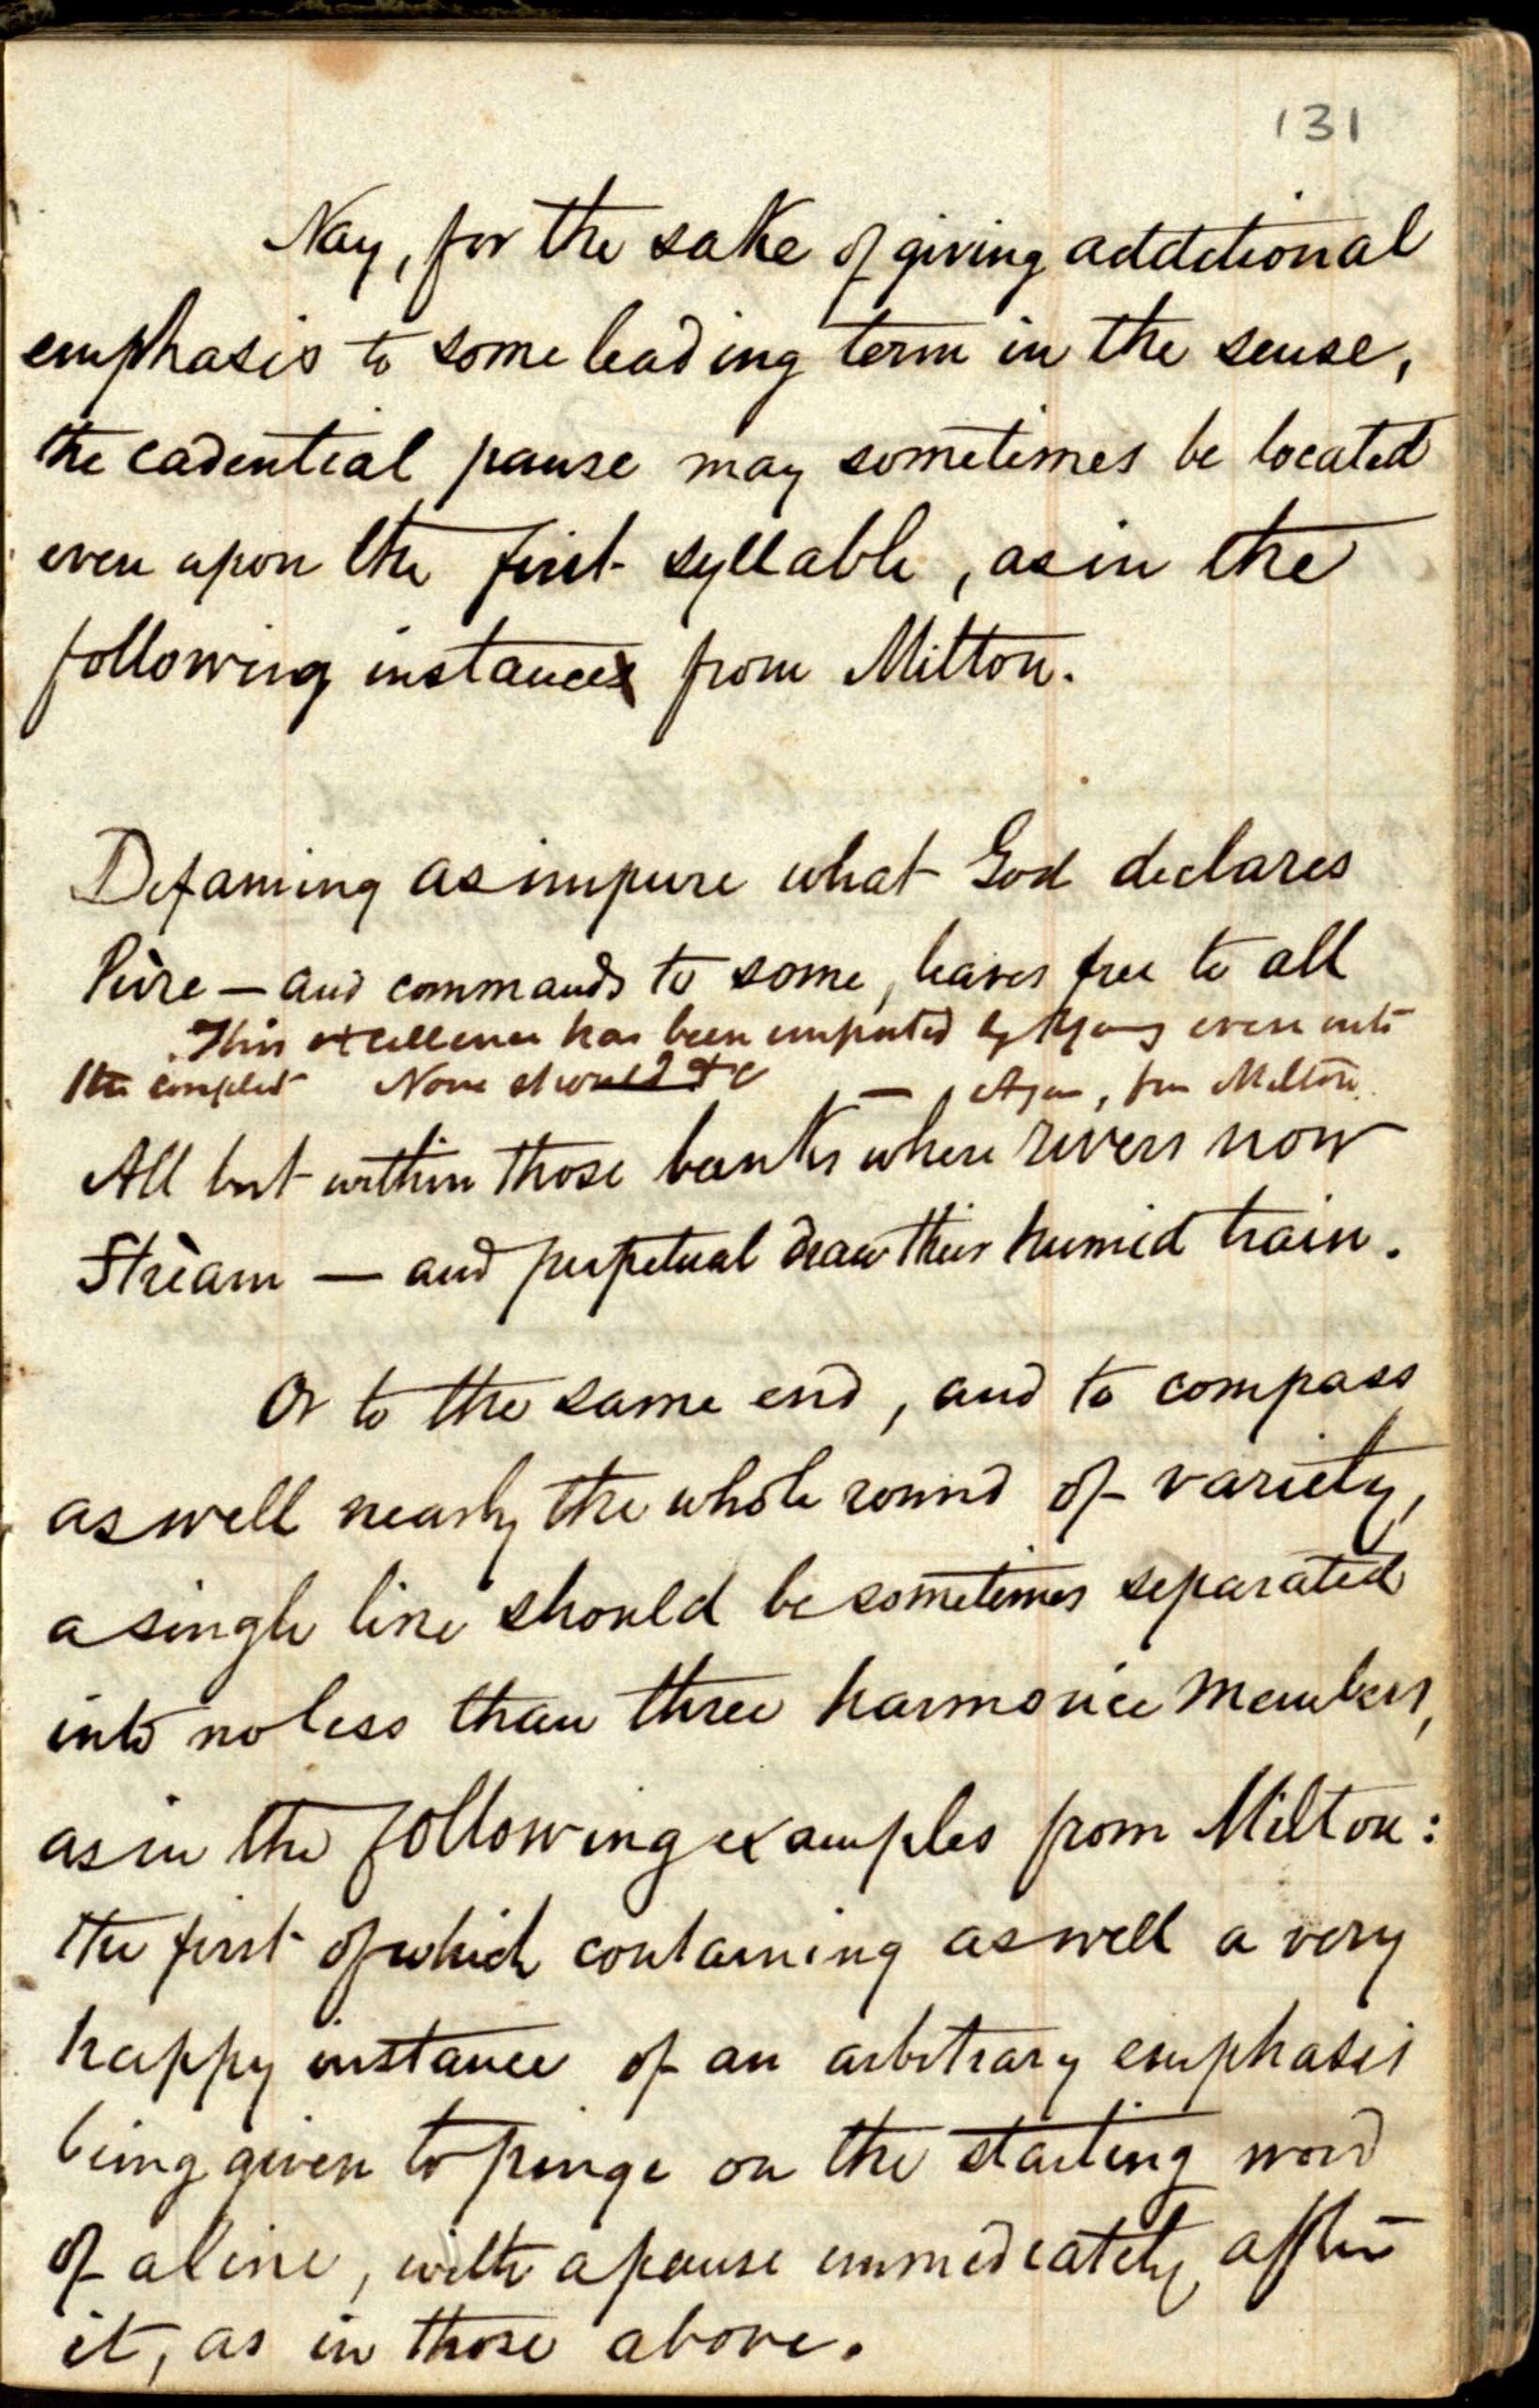 131
Nay, for the sake of giving additional
emphasis to some leading term in the sense,
the cadential pause may sometimes be located
even upon the first syllable, as in the
following instance from Milton.
Defaming as impure what God declares
Pùre — and commands to some, leaves free to all
This excellence has been imparted by Young even into
the couplet None should &c — Again, from Milton.
All but within those banks where rivers now
Strèam — and perpetual draw their humid train.
Or to the same end, and to compass
as well nearly the whole round of variety,
a single line should be sometimes separated
into no less than three harmonic members,
as in the following examples from Milton:
the first of which containing as well a very
happy instance of an arbitrary emphasis
being given to on the starting word
of a line, with a pause immediately after
it, as in those above.